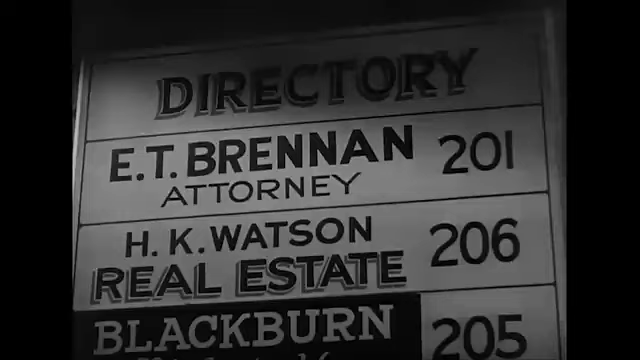 DIRECTORY
E.T. BRENNAN 201
ATTORNEY
H. K. WATSON 206
REAL ESTATE
BLACKBURN 205